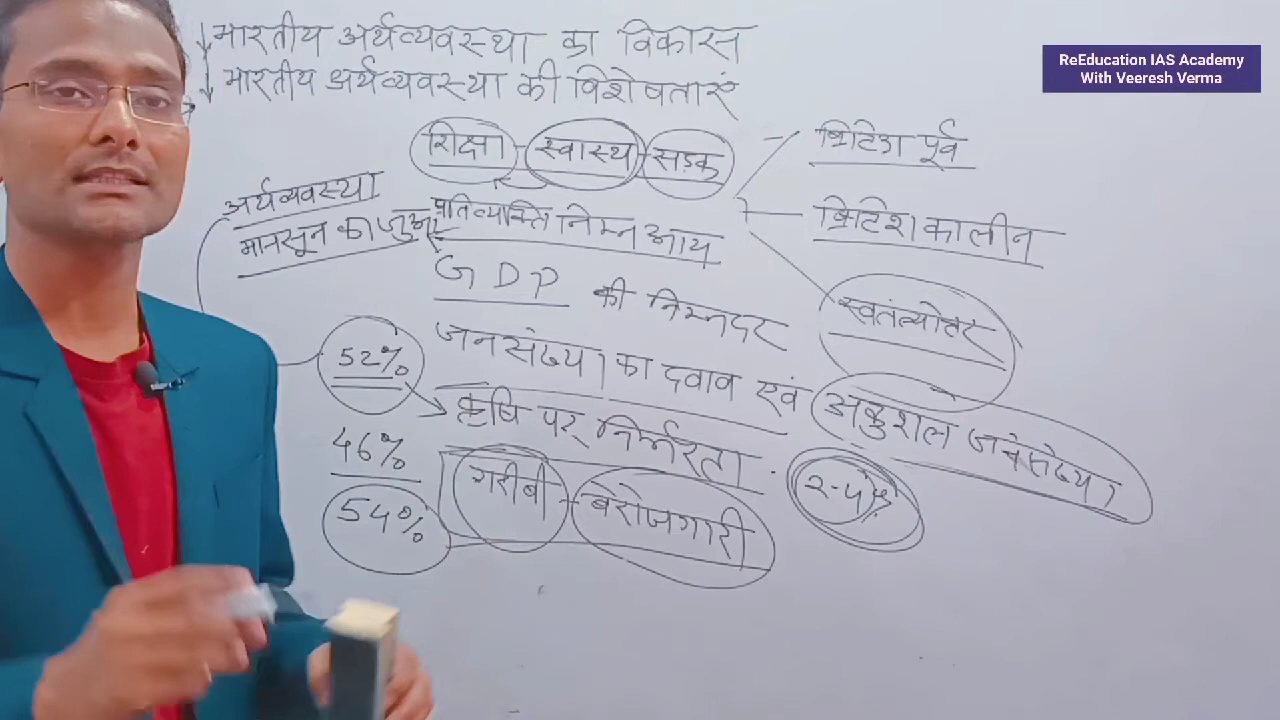 भारतीय अर्थव्यवस्था का विकास
भारतीय अर्थव्यवस्था की विशेषताएं
ReEducation IAS Academy
With Veeresh Verma
शिक्षा - स्वास्थ - सड़क
ब्रिटिश पूर्व
अर्थव्यवस्था
मानसून का जुआ
प्रतिव्यक्ति निम्न आय
ब्रिटिश कालीन
GDP की निम्नदर
स्वतंत्र्योत्तर
52%
जनसंख्या का दवाव एवं अकुशल जनसंख्या
कृषि पर निर्भरता
46%
गरीबी - बेरोजगारी
54%